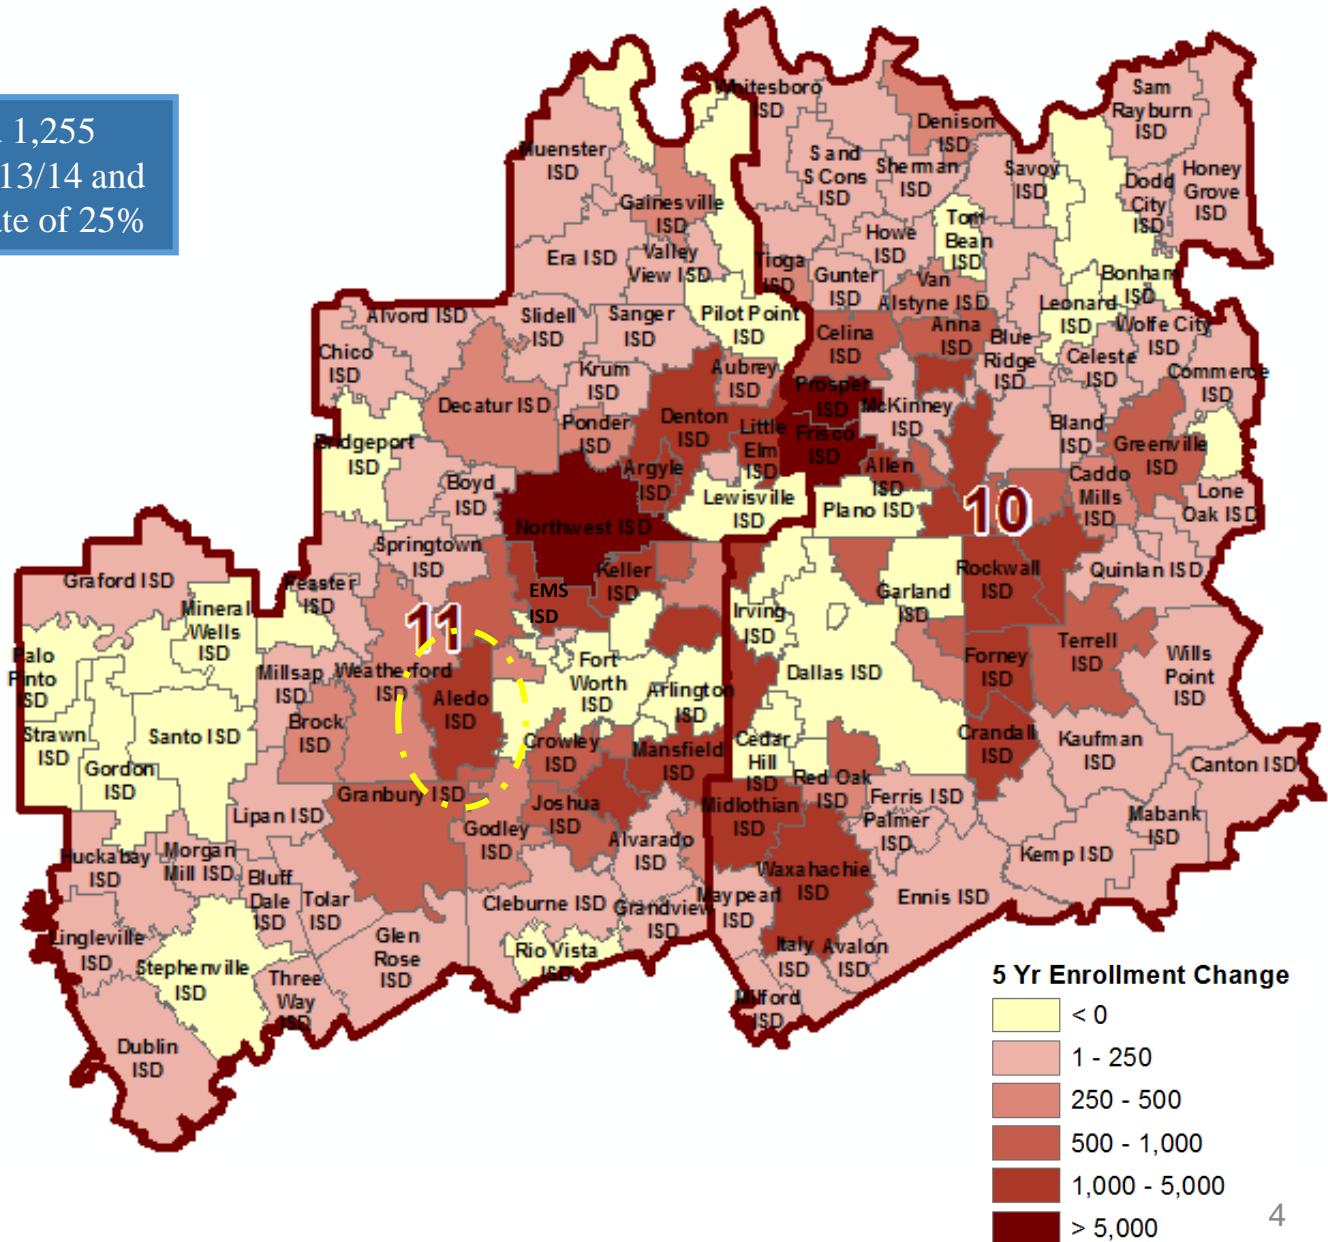 1,255
13/14 and
ate of 25%
Whitesboro
ISD
Sam
Rayburn
ISD
Denison
ISD
Muenster
ISD
Sand
S Cons
ISD
Sherman
ISD
Savoy
ISD
Dodd
City
ISD
Honey
Grove
ISD
Gainesville
ISD
Tom
Bean
ISD
Howe
ISD
Era ISD
Valley
View ISD
Tioga
ISD
Gunter
ISD
Van
Alstyne ISD
Bonham
ISD
Leonard
ISD
Alvord ISD
Slidell
ISD
Sanger
ISD
Pilot Point
ISD
Celina
ISD
Anna
ISD
Blue
Ridge
ISD
Wolfe City
ISD
Celeste
ISD
Commerce
ISD
Chico
ISD
Krum
ISD
Aubrey
ISD
Prosper
ISD
McKinney
ISD
Decatur ISD
Ponder
ISD
Denton
ISD
Little
Elm
ISD
Frisco
ISD
Bland
ISD
Greenville
ISD
Bridgeport
ISD
Argyle
ISD
Allen
ISD
Caddo
Mills
ISD
Boyd
ISD
Lewisville
ISD
Plano ISD
10
Lone
Oak ISD
Northwest ISD
Springtown
ISD
Keller
ISD
EMS
ISD
Garland
ISD
Rockwall
ISD
Quinlan ISD
Graford ISD
Peaster
ISD
Mineral
Wells
ISD
11
Irving
ISD
Terrell
ISD
Palo
Pinto
ISD
Millsap
ISD
Weatherford
ISD
Aledo
ISD
Fort
Worth
ISD
Arlington
ISD
Dallas ISD
Forney
ISD
Wills
Point
ISD
Strawn
ISD
Santo ISD
Brock
ISD
Crowley
ISD
Mansfield
ISD
Cedar
Hill
ISD
Crandall
ISD
Kaufman
ISD
Canton ISD
Gordon
ISD
Granbury ISD
Lipan ISD
Joshua
ISD
Midlothian
ISD
Red Oak
ISD
Ferris ISD
Palmer
ISD
Mabank
ISD
Godley
ISD
Alvarado
ISD
Kemp ISD
Huckabay
ISD
Morgan
Mill ISD
Bluff
Dale
ISD
Tolar
ISD
Waxahachie
ISD
Ennis ISD
Cleburne ISD
Grandview
ISD
Maypearl
ISD
Lingleville
ISD
Glen
Rose
ISD
Rio Vista
ISD
Italy
ISD
Avalon
ISD
Stephenville
ISD
Three
Way
ISD
Milford
ISD
Dublin
ISD
5 Yr Enrollment Change
< 0
1 - 250
250 - 500
500 - 1,000
1,000 - 5,000
> 5,000
4